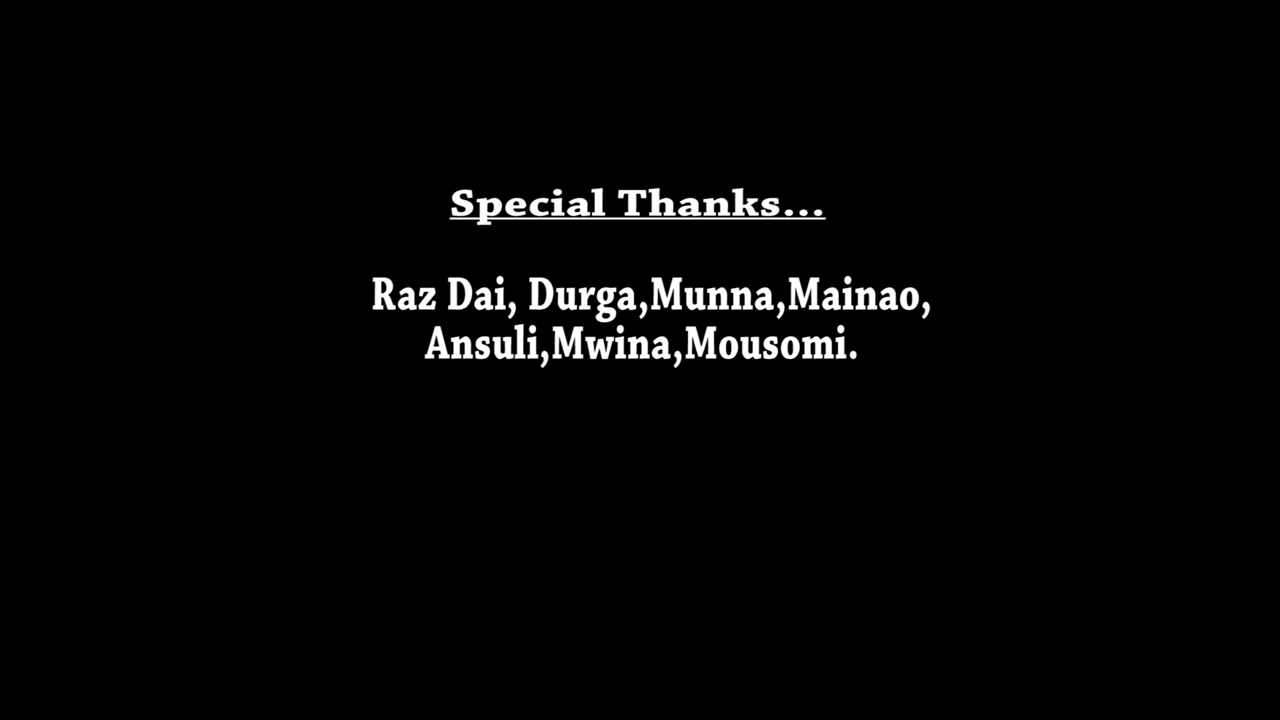 Special Thanks...
Raz Dai, Durga,Munna,Mainao,
Ansuli,Mwina,Mousomi.